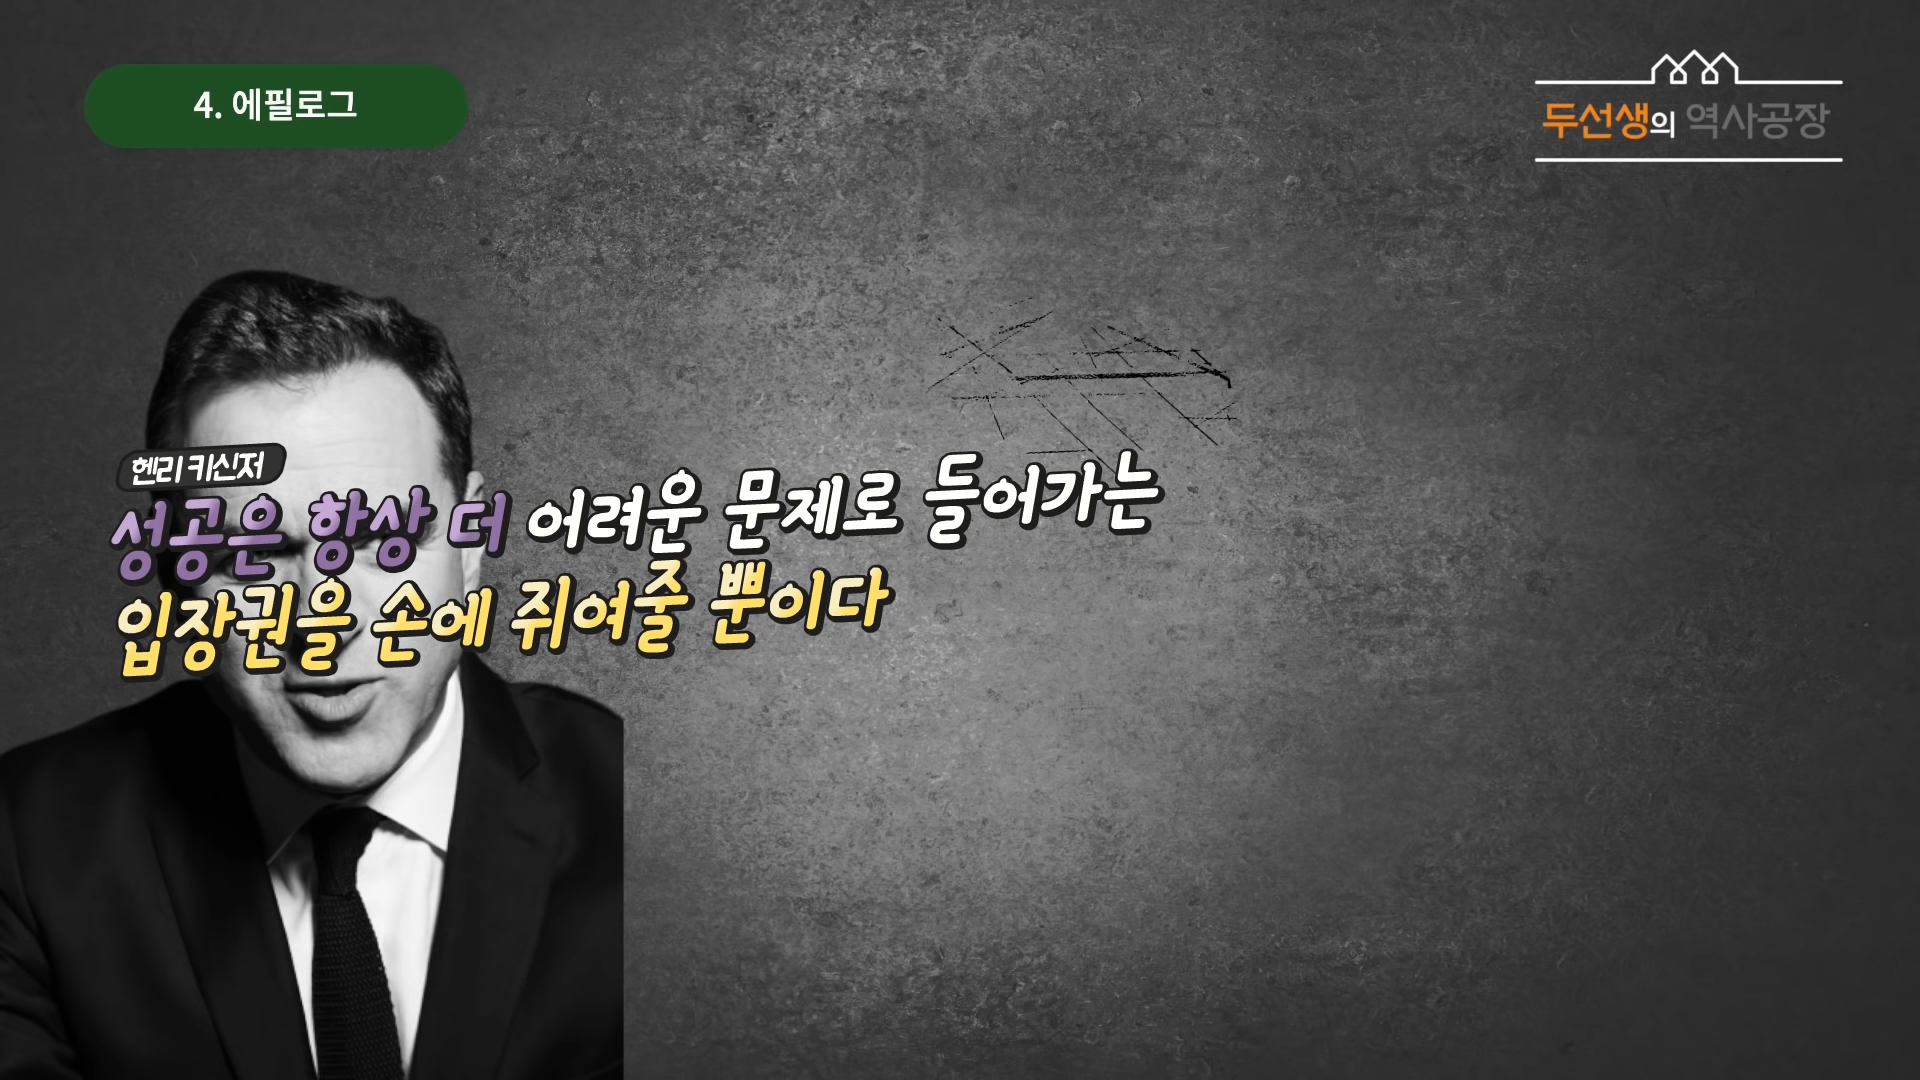 4. 에필로그
두선생의 역사공장
헨리 키신저
성공은 항상 더 어려운 문제로 들어가는
입장권을 손에 쥐여줄 뿐이다